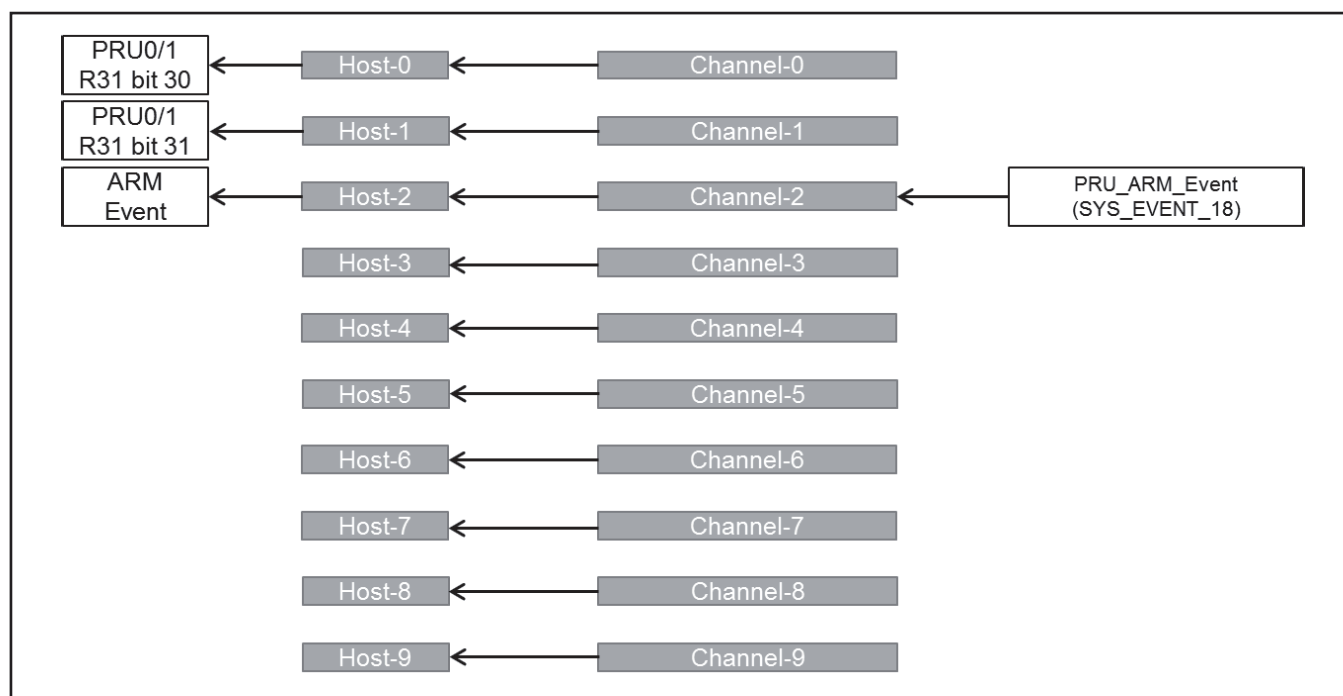 PRU0/1
R31 bit 30
Host-0
Channel-0
PRU0/1
R31 bit 31
Host-1
Channel-1
ARM
Event
Host-2
Channel-2
PRU_ARM_Event
(SYS_EVENT_18)
Host-3
Channel-3
Host-4
Channel-4
Host-5
Channel-5
Host-6
Channel-6
Host-7
Channel-7
Host-8
Channel-8
Host-9
Channel-9